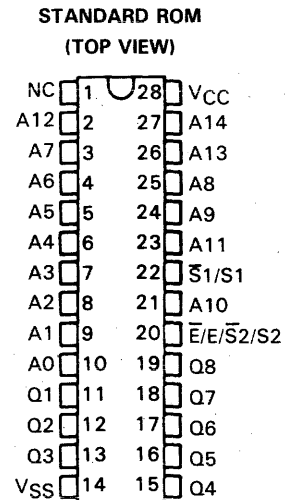 STANDARD ROM
(TOP VIEW)
NC 1 28 VCC
A12 2 27 A14
A7 3 26 A13
A6 4 25 A8
A5 5 24 A9
A4 6 23 A11
A3 7 22 S̅1/S1
A2 8 21 A10
A1 9 20 E̅/E/S̅2/S2
A0 10 19 Q8
Q1 11 18 Q7
Q2 12 17 Q6
Q3 13 16 Q5
VSS 14 15 Q4